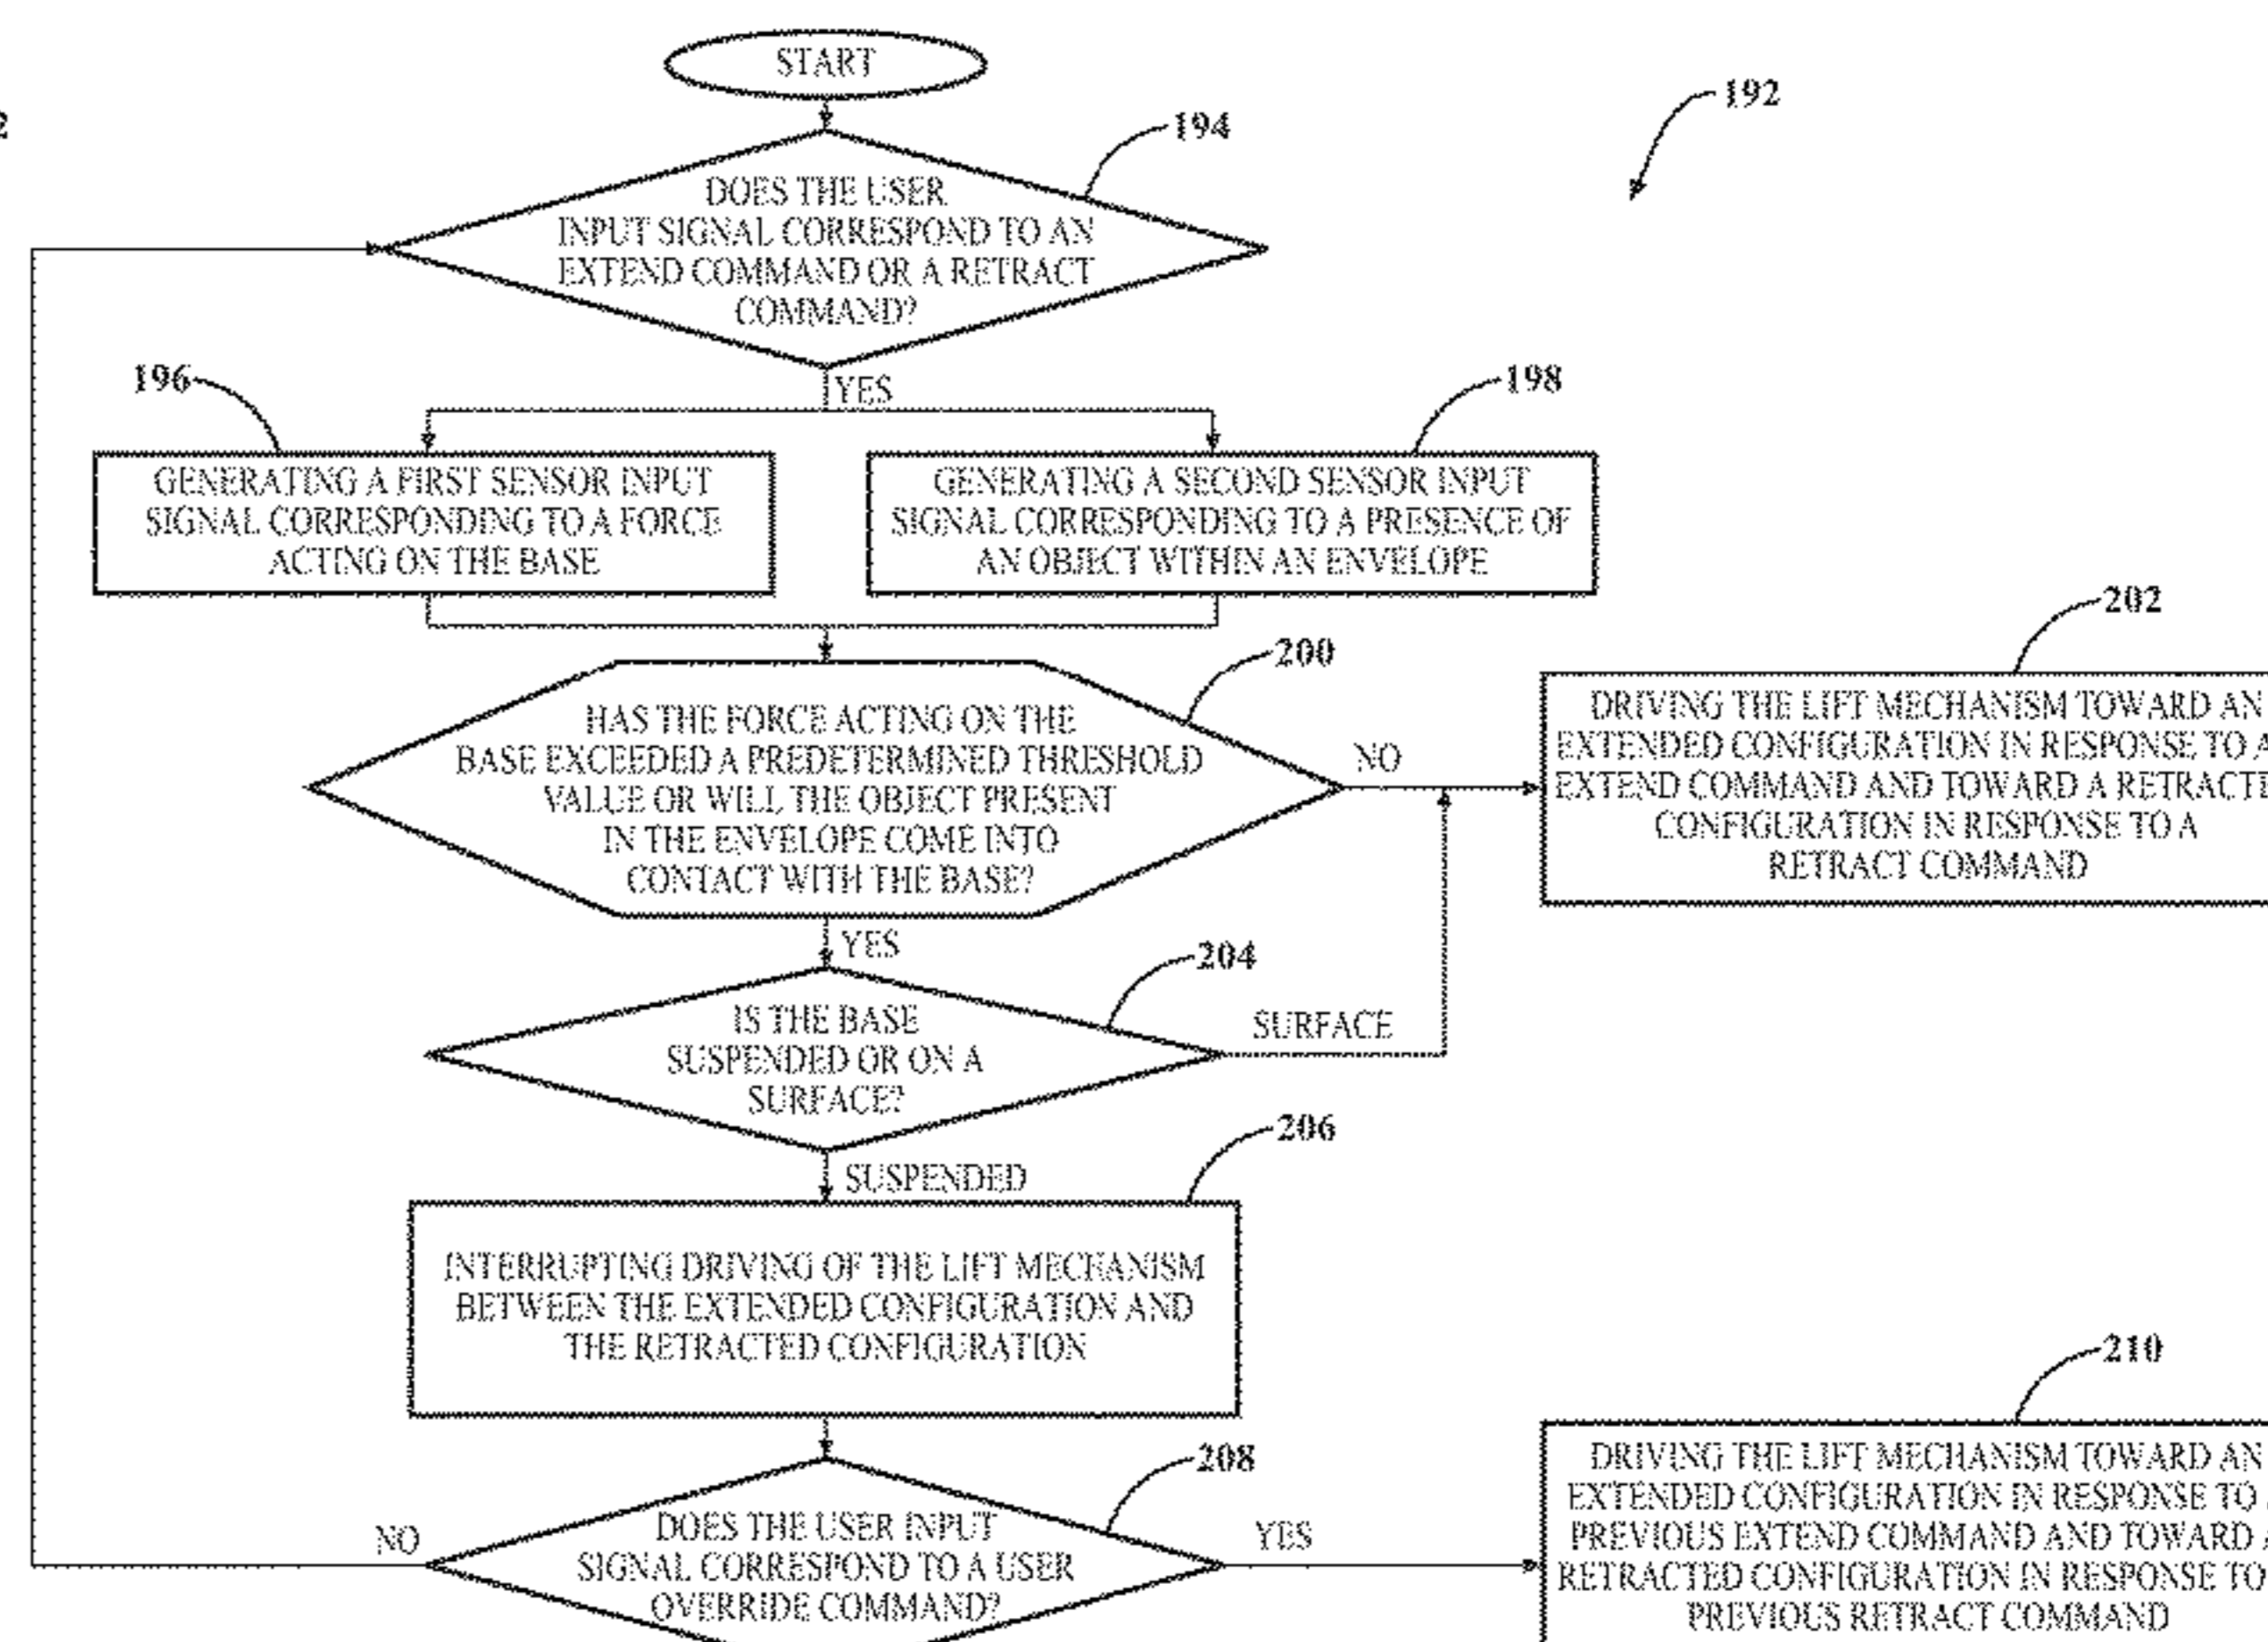 START
192
194
DOES THE USER
INPUT SIGNAL CORRESPOND TO AN
EXTEND COMMAND OR A RETRACT
COMMAND?
YES
196
198
GENERATING A FIRST SENSOR INPUT
SIGNAL CORRESPONDING TO A FORCE
ACTING ON THE BASE
GENERATING A SECOND SENSOR INPUT
SIGNAL CORRESPONDING TO A PRESENCE OF
AN OBJECT WITHIN AN ENVELOPE
200
HAS THE FORCE ACTING ON THE
BASE EXCEEDED A PREDETERMINED THRESHOLD
VALUE OR WILL THE OBJECT PRESENT
IN THE ENVELOPE COME INTO
CONTACT WITH THE BASE?
NO
202
DRIVING THE LIFT MECHANISM TOWARD AN
EXTENDED CONFIGURATION IN RESPONSE TO
EXTEND COMMAND AND TOWARD A
CONFIGURATION IN RESPONSE TO A
RETRACT COMMAND
YES
204
IS THE BASE
SUSPENDED OR ON A
SURFACE?
SURFACE
SUSPENDED
206
INTERRUPTING DRIVING OF THE LIFT MECHANISM
BETWEEN THE EXTENDED CONFIGURATION AND
THE RETRACTED CONFIGURATION
208
DOES THE USER INPUT
SIGNAL CORRESPOND TO A USER
OVERRIDE COMMAND?
NO
YES
210
DRIVING THE LIFT MECHANISM TOWARD AN
EXTENDED CONFIGURATION IN RESPONSE TO
PREVIOUS EXTEND COMMAND AND TOWARD A
RETRACTED CONFIGURATION IN RESPONSE TO
PREVIOUS RETRACT COMMAND